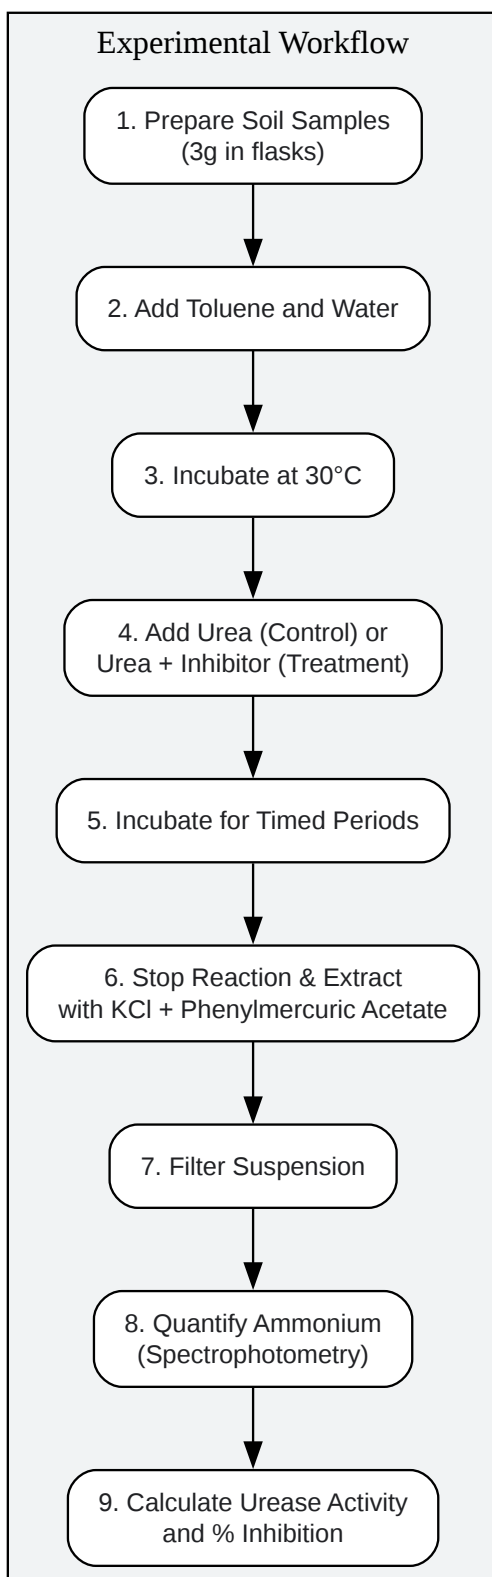 Experimental Workflow
1. Prepare Soil Samples
(3g in flasks)
2. Add Toluene and Water
3. Incubate at 30°C
4. Add Urea (Control) or
Urea + Inhibitor (Treatment)
5. Incubate for Timed Periods
6. Stop Reaction & Extract
with KCl + Phenylmercuric Acetate
7. Filter Suspension
8. Quantify Ammonium
(Spectrophotometry)
9. Calculate Urease Activity
and % Inhibition